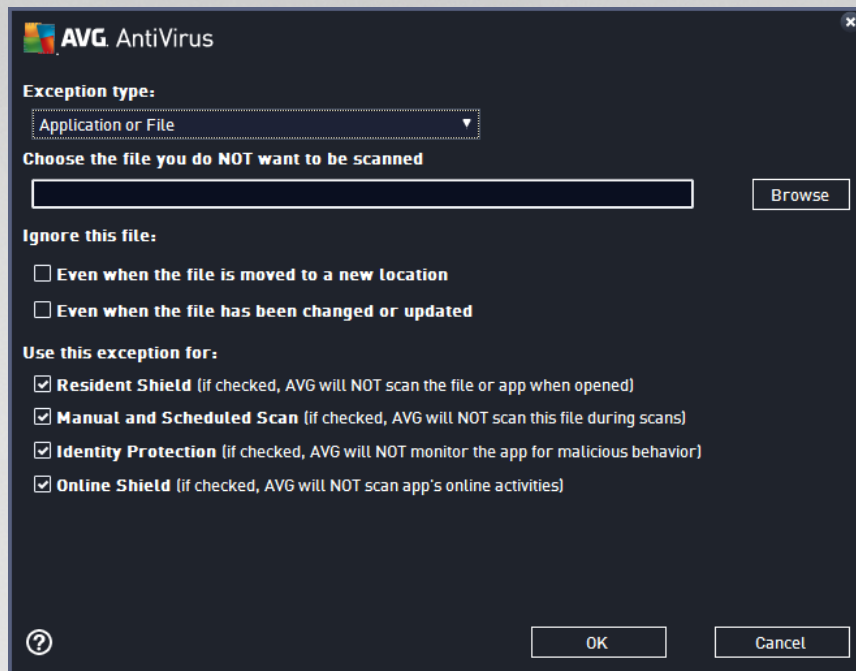 AVG. AntiVirus
Exception type:
Application or File
Choose the file you do NOT want to be scanned
Browse
Ignore this file:
Even when the file is moved to a new location
Even when the file has been changed or updated
Use this exception for:
Resident Shield (if checked, AVG will NOT scan the file or app when opened)
Manual and Scheduled Scan (if checked, AVG will NOT scan this file during scans)
Identity Protection (if checked, AVG will NOT monitor the app for malicious behavior)
Online Shield (if checked, AVG will NOT scan app's online activities)
?
OK
Cancel